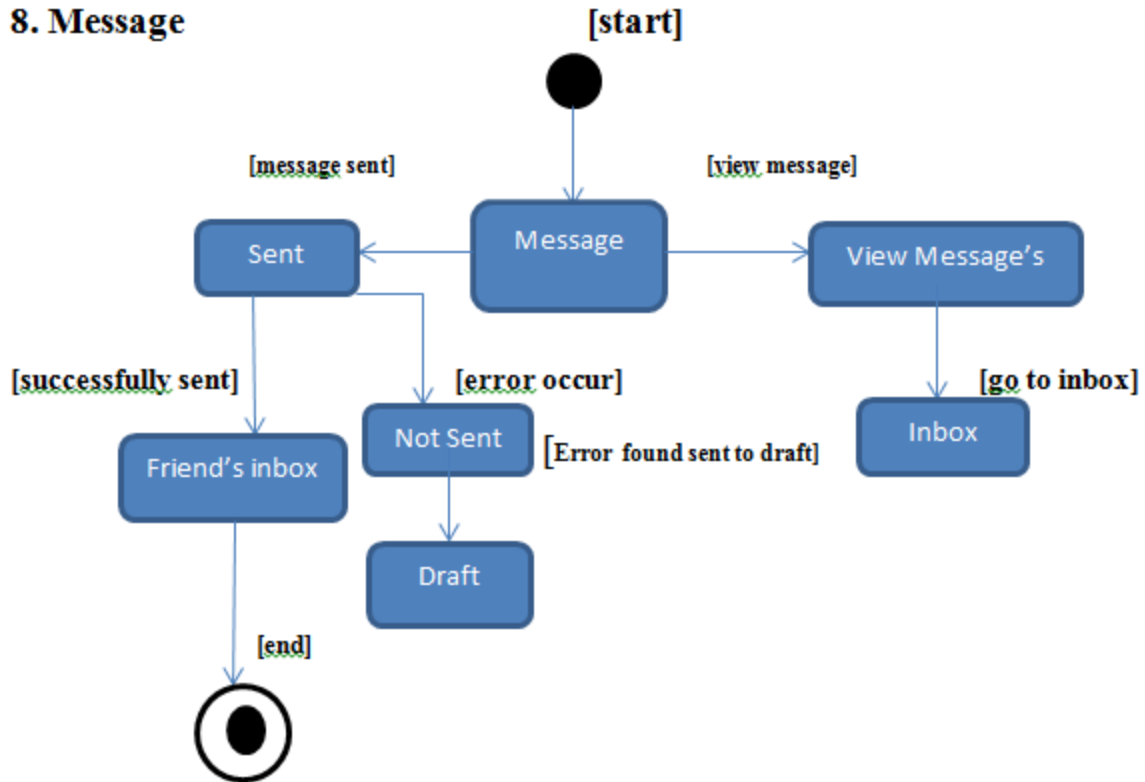 8. Message
[start]
[message sent]
[view message]
Message
Sent
View Message's
[successfully sent]
[error occur]
[go to inbox]
Not Sent
[Error found sent to draft]
Inbox
Friend's inbox
Draft
[end]